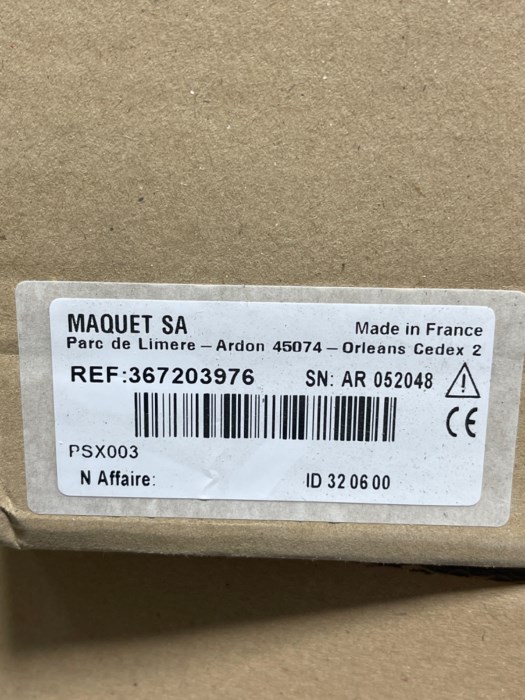 MAQUET SA
Made in France
Parc de Limere – Ardon 45074 – Orleans Cedex 2
REF:367203976 SN: AR 052048
CE
PSX003
N Affaire: ID 32 06 00